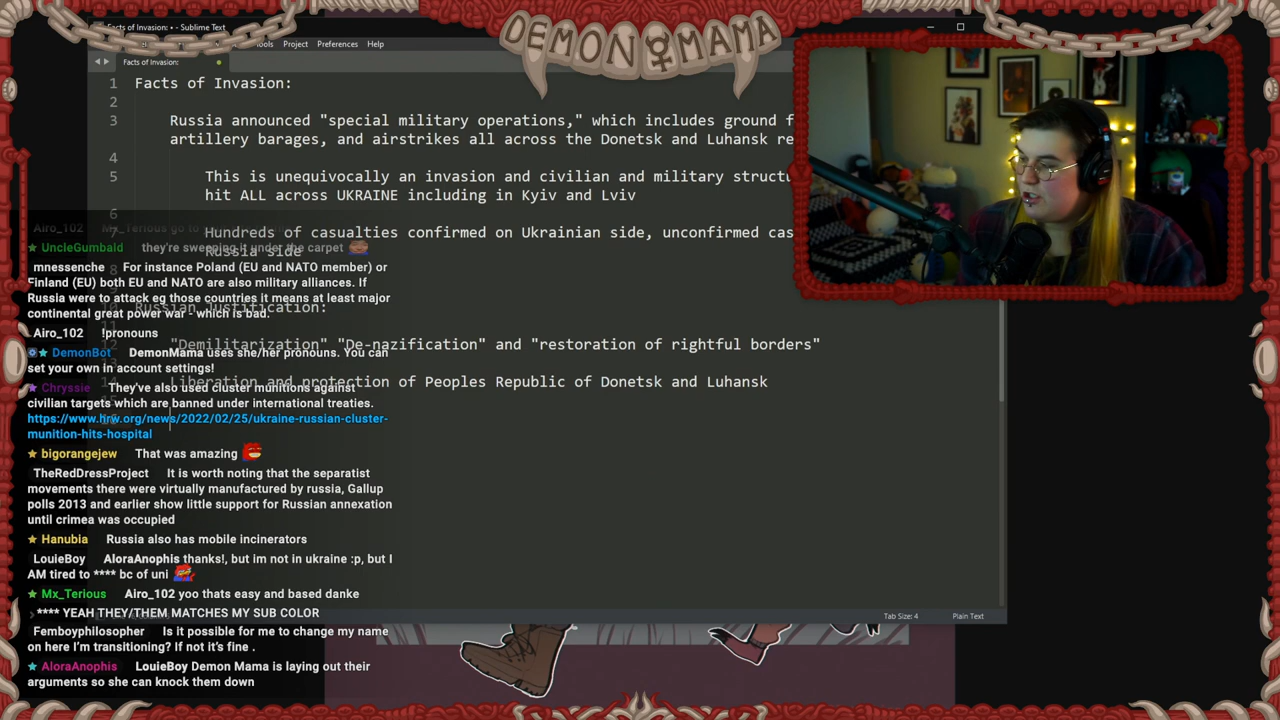 DEMON MAMA
Facts of Invasion: • - Sublime Text
Tools Project Preferences Help
Facts of Invasion:
1 Facts of Invasion:
2
3 Russia announced "special military operations," which includes ground f
artillery barages, and airstrikes all across the Donetsk and Luhansk re
4
5 This is unequivocally an invasion and civilian and military structu
hit ALL across UKRAINE including in Kyiv and Lviv
6
7 Hundreds of casualties confirmed on Ukrainian side, unconfirmed cas
Russia side
8
Russian Justification:
12 "Demilitarization" "De-nazification" and "restoration of rightful borders"
14 Liberation and protection of Peoples Republic of Donetsk and Luhansk
Airo_102 Mx_Terious go to
UncleGumbald they're sweeping it under the carpet
mnessenche For instance Poland (EU and NATO member) or
Finland (EU) both EU and NATO are also military alliances. If
Russia were to attack eg those countries it means at least major
continental great power war - which is bad.
Airo_102 !pronouns
DemonBot DemonMama uses she/her pronouns. You can
set your own in account settings!
Chryssie They've also used cluster munitions against
civilian targets which are banned under international treaties.
https://www.hrw.org/news/2022/02/25/ukraine-russian-cluster-
munition-hits-hospital
bigorangejew That was amazing
TheRedDressProject It is worth noting that the separatist
movements there were virtually manufactured by russia, Gallup
polls 2013 and earlier show little support for Russian annexation
until crimea was occupied
Hanubia Russia also has mobile incinerators
LouieBoy AloraAnophis thanks!, but im not in ukraine :p, but I
AM tired to **** bc of uni
Mx_Terious Airo_102 yoo thats easy and based danke
**** YEAH THEY/THEM MATCHES MY SUB COLOR
Femboyphilosopher Is it possible for me to change my name
on here I'm transitioning? If not it's fine .
AloraAnophis LouieBoy Demon Mama is laying out their
arguments so she can knock them down
Tab Size: 4 Plain Text